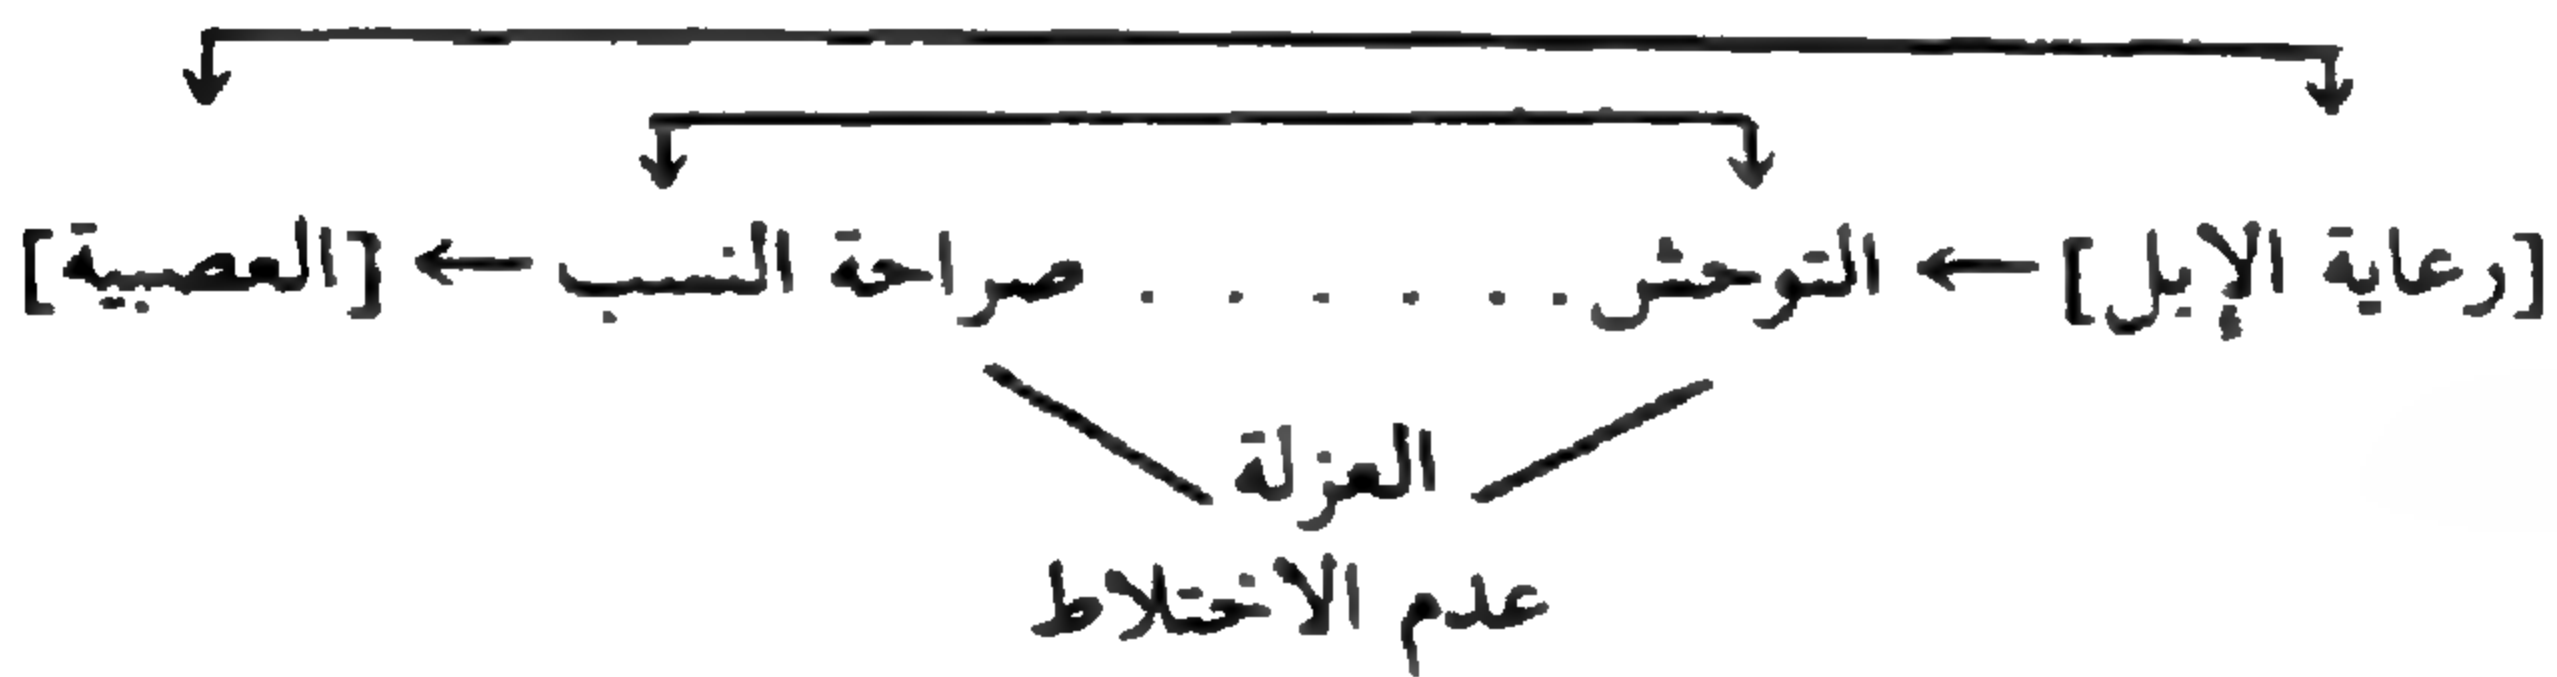 [رعاية الإبل] ← التوحش . . . . . . صراحة النسب ← [العصبية]
العزلة
عدم الاختلاط